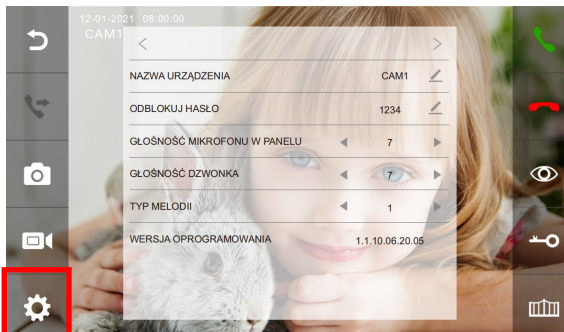 12-01-2021 08:00:00
CAM1
NAZWA URZĄDZENIA CAM1
ODBLOKUJ HASŁO 1234
GŁOŚNOŚĆ MIKROFONU W PANELU 7
GŁOŚNOŚĆ DZWONKA 7
TYP MELODII 1
WERSJA OPROGRAMOWANIA 1.1.10.06.20.05